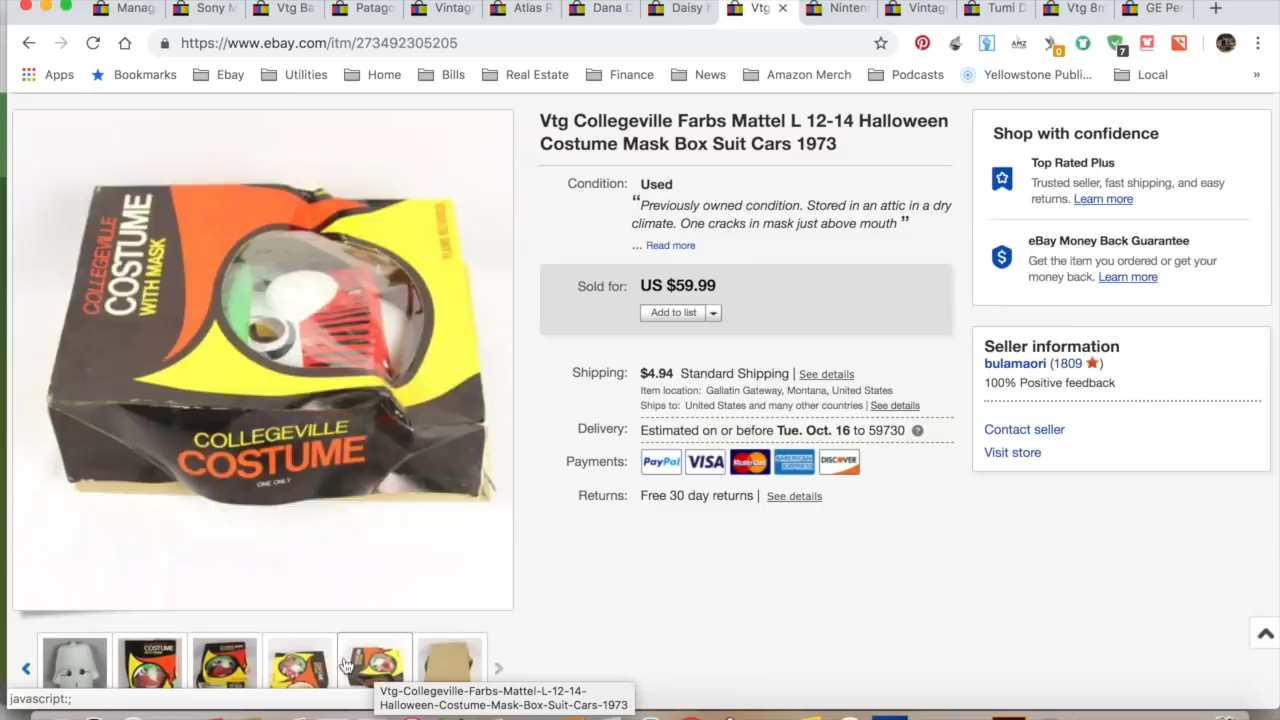 Manag
Sony M
Vtg Ba
Patago
Vintag
Atlas R
Dana D
Daisy
Vtg
Ninten
Vintag
Tumi D
Vtg 8m
GE Per
https://www.ebay.com/itm/273492305205
AMZ
0
7
Apps
Bookmarks
Ebay
Utilities
Home
Bills
Real Estate
Finance
News
Amazon Merch
Podcasts
Yellowstone Publi...
Local
»
COLLEGEVILLE
COSTUME
WITH MASK
COLLEGEVILLE
COSTUME
ONE ONLY
Vtg Collegeville Farbs Mattel L 12-14 Halloween
Costume Mask Box Suit Cars 1973
Condition: Used
“Previously owned condition. Stored in an attic in a dry
climate. One cracks in mask just above mouth ”
... Read more
Sold for: US $59.99
Add to list
Shipping: $4.94 Standard Shipping | See details
Item location: Gallatin Gateway, Montana, United States
Ships to: United States and many other countries | See details
Delivery: Estimated on or before Tue. Oct. 16 to 59730
Payments: PayPal VISA MasterCard AMERICAN EXPRESS DISCOVER
Returns: Free 30 day returns | See details
Shop with confidence
Top Rated Plus
Trusted seller, fast shipping, and easy
returns. Learn more
eBay Money Back Guarantee
Get the item you ordered or get your
money back. Learn more
Seller information
bulamaori (1809 )
100% Positive feedback
Contact seller
Visit store
javascript:;
Vtg-Collegeville-Farbs-Mattel-L-12-14-
Halloween-Costume-Mask-Box-Suit-Cars-1973